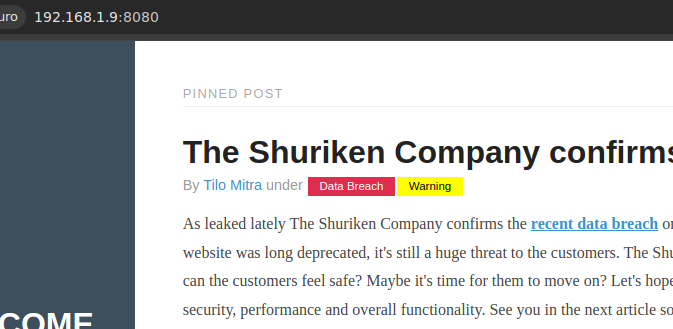 uro 192.168.1.9:8080
PINNED POST
The Shuriken Company confirms
By Tilo Mitra under Data Breach Warning
As leaked lately The Shuriken Company confirms the recent data breach or
website was long deprecated, it's still a huge threat to the customers. The Shu
can the customers feel safe? Maybe it's time for them to move on? Let's hope
security, performance and overall functionality. See you in the next article so
COME